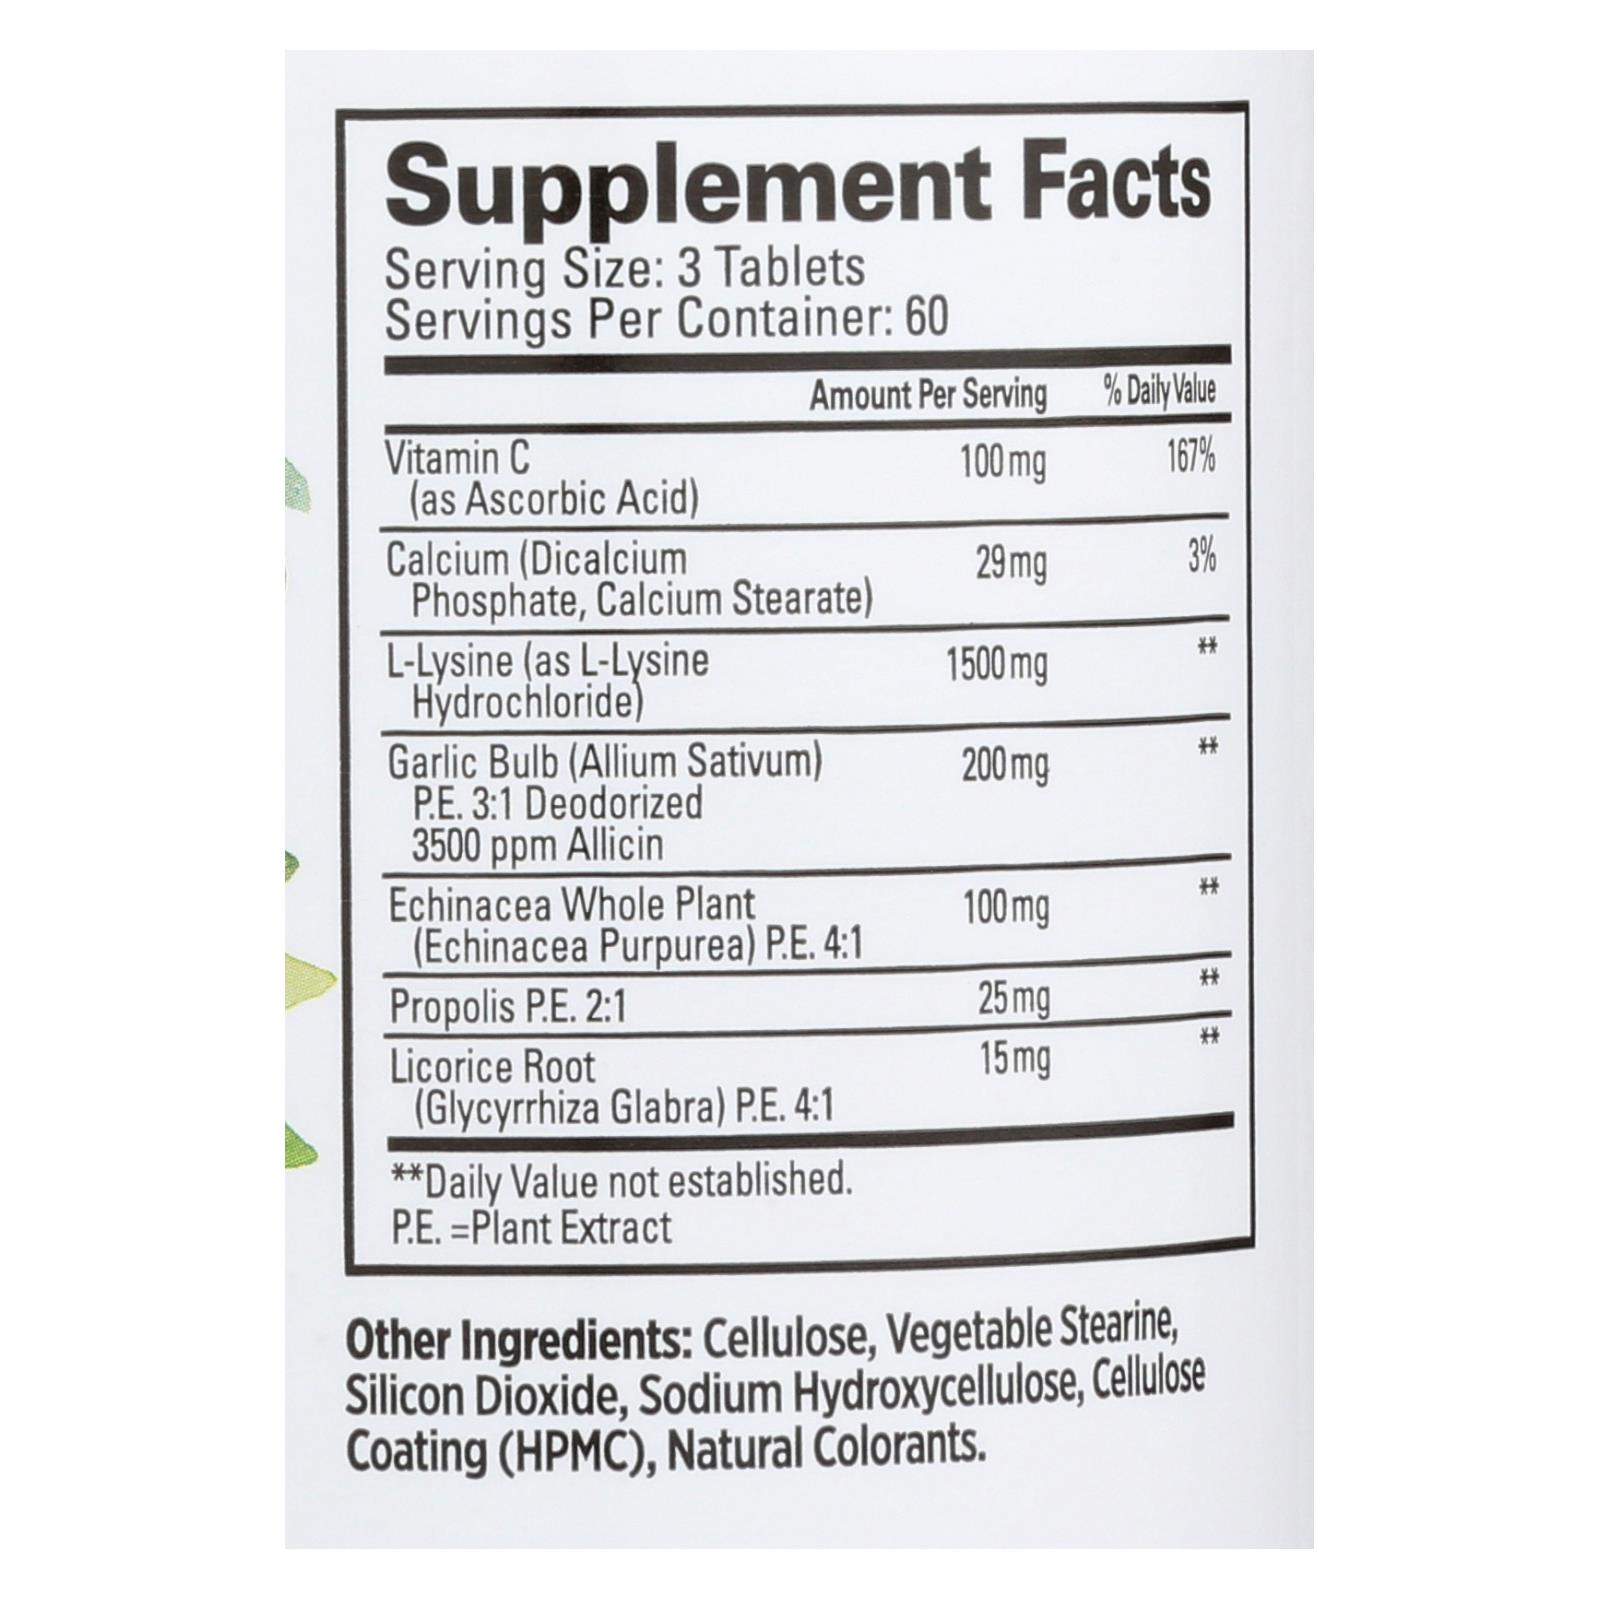 Supplement Facts
Serving Size: 3 Tablets
Servings Per Container: 60
Amount Per Serving % Daily Value
Vitamin C 100mg 167%
(as Ascorbic Acid)
Calcium (Dicalcium 29mg 3%
Phosphate, Calcium Stearate)
L-Lysine (as L-Lysine 1500mg **
Hydrochloride)
Garlic Bulb (Allium Sativum) 200mg **
P.E. 3:1 Deodorized
3500 ppm Allicin
Echinacea Whole Plant 100mg **
(Echinacea Purpurea) P.E. 4:1
Propolis P.E. 2:1 25mg **
Licorice Root 15mg **
(Glycyrrhiza Glabra) P.E. 4:1
**Daily Value not established.
P.E. =Plant Extract
Other Ingredients: Cellulose, Vegetable Stearine,
Silicon Dioxide, Sodium Hydroxycellulose, Cellulose
Coating (HPMC), Natural Colorants.